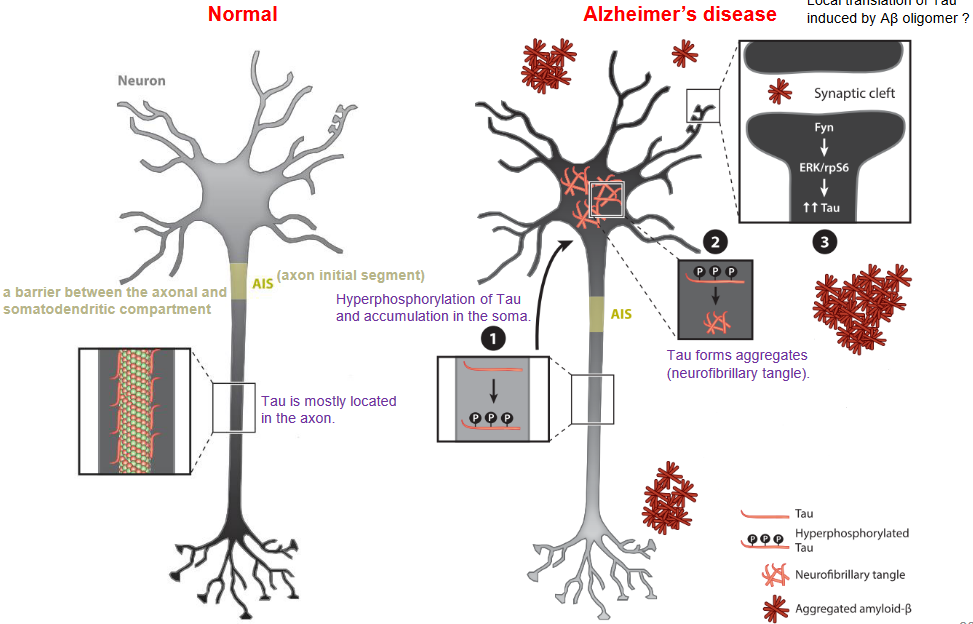 Normal
Alzheimer's disease
Local translation of Tau
induced by Aβ oligomer ?
Neuron
Synaptic cleft
Fyn
ERK/rpS6
↑↑ Tau
AIS
(axon initial segment)
a barrier between the axonal and
somatodendritic compartment
Hyperphosphorylation of Tau
and accumulation in the soma.
1
2
3
P P P
AIS
Tau forms aggregates
(neurofibrillary tangle).
P P P
Tau is mostly located
in the axon.
Tau
P P P
Hyperphosphorylated
Tau
Neurofibrillary tangle
Aggregated amyloid-β